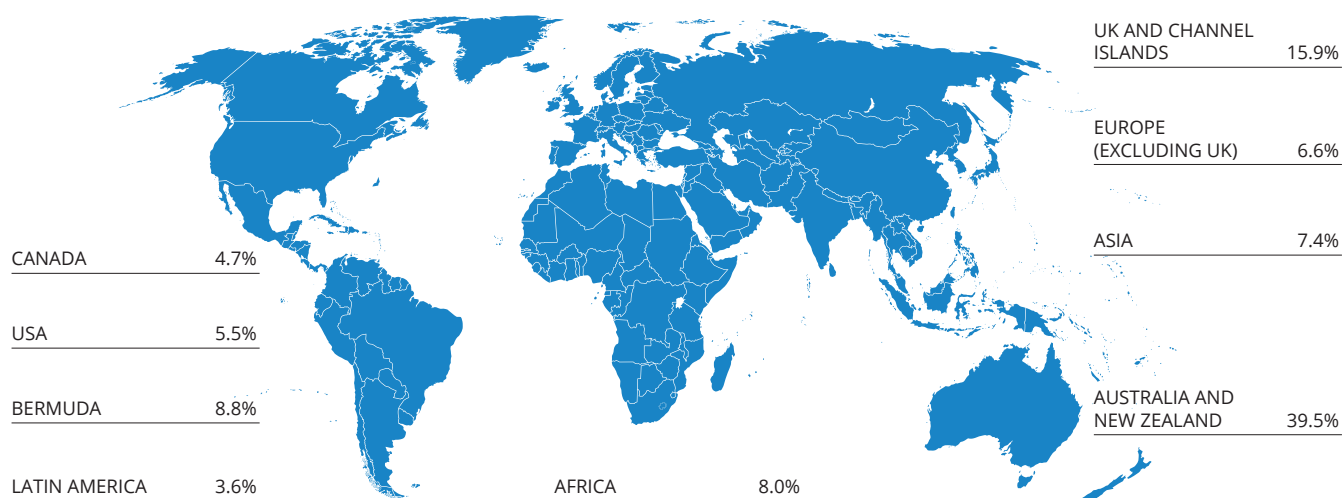 CANADA 4.7%
USA 5.5%
BERMUDA 8.8%
LATIN AMERICA 3.6%
AFRICA 8.0%
UK AND CHANNEL
ISLANDS 15.9%
EUROPE
(EXCLUDING UK) 6.6%
ASIA 7.4%
AUSTRALIA AND
NEW ZEALAND 39.5%